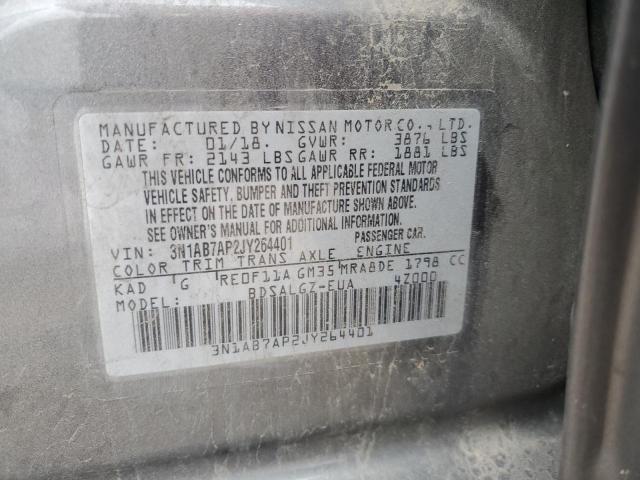 MANUFACTURED BY NISSAN MOTOR CO., LTD.
DATE: 01/18. GVWR: 3876 LBS
GAWR FR: 2143 LBS GAWR RR: 1881 LBS
THIS VEHICLE CONFORMS TO ALL APPLICABLE FEDERAL MOTOR
VEHICLE SAFETY, BUMPER AND THEFT PREVENTION STANDARDS
IN EFFECT ON THE DATE OF MANUFACTURE SHOWN ABOVE.
SEE OWNER'S MANUAL FOR ADDITIONAL INFORMATION.
VIN: 3N1AB7AP2JY264401 PASSENGER CAR.
COLOR TRIM TRANS AXLE ENGINE
KAD G RE0F11A GM35 MRA8DE 1798 CC
MODEL: BDSALGZ-EUA 4Z000
3N1AB7AP2JY264401